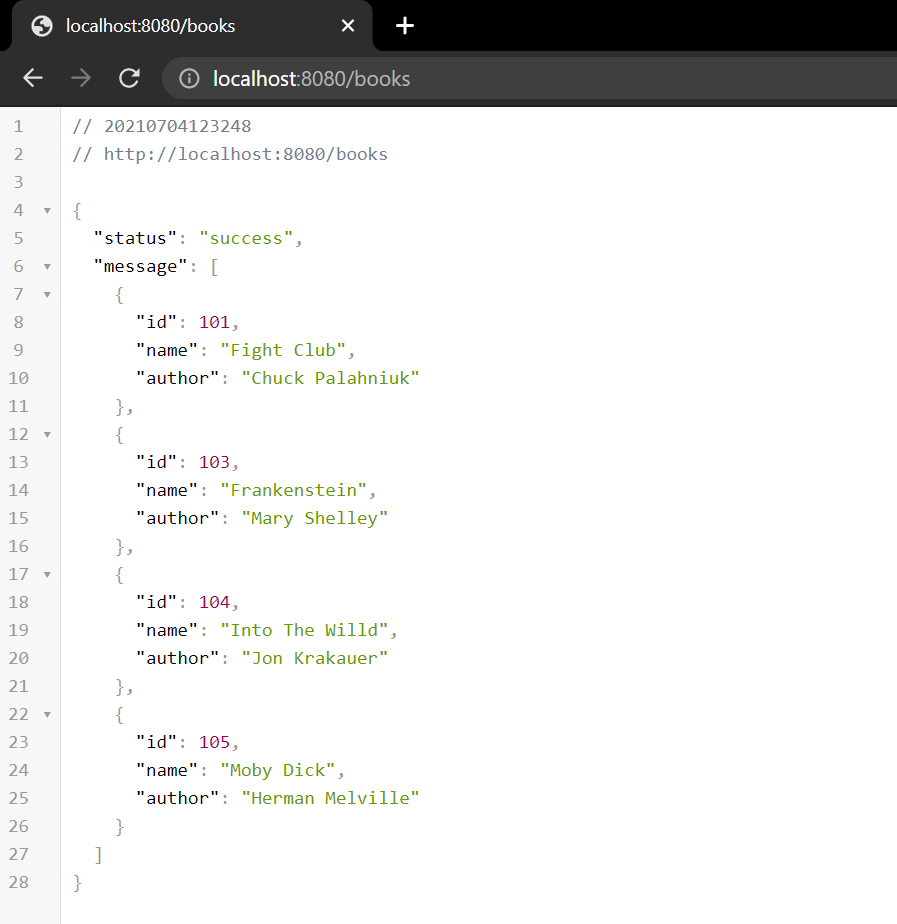 localhost:8080/books
localhost:8080/books
1 // 20210704123248
2 // http://localhost:8080/books
3
4 {
5 "status": "success",
6 "message": [
7 {
8 "id": 101,
9 "name": "Fight Club",
10 "author": "Chuck Palahniuk"
11 },
12 {
13 "id": 103,
14 "name": "Frankenstein",
15 "author": "Mary Shelley"
16 },
17 {
18 "id": 104,
19 "name": "Into The Willd",
20 "author": "Jon Krakauer"
21 },
22 {
23 "id": 105,
24 "name": "Moby Dick",
25 "author": "Herman Melville"
26 }
27 ]
28 }